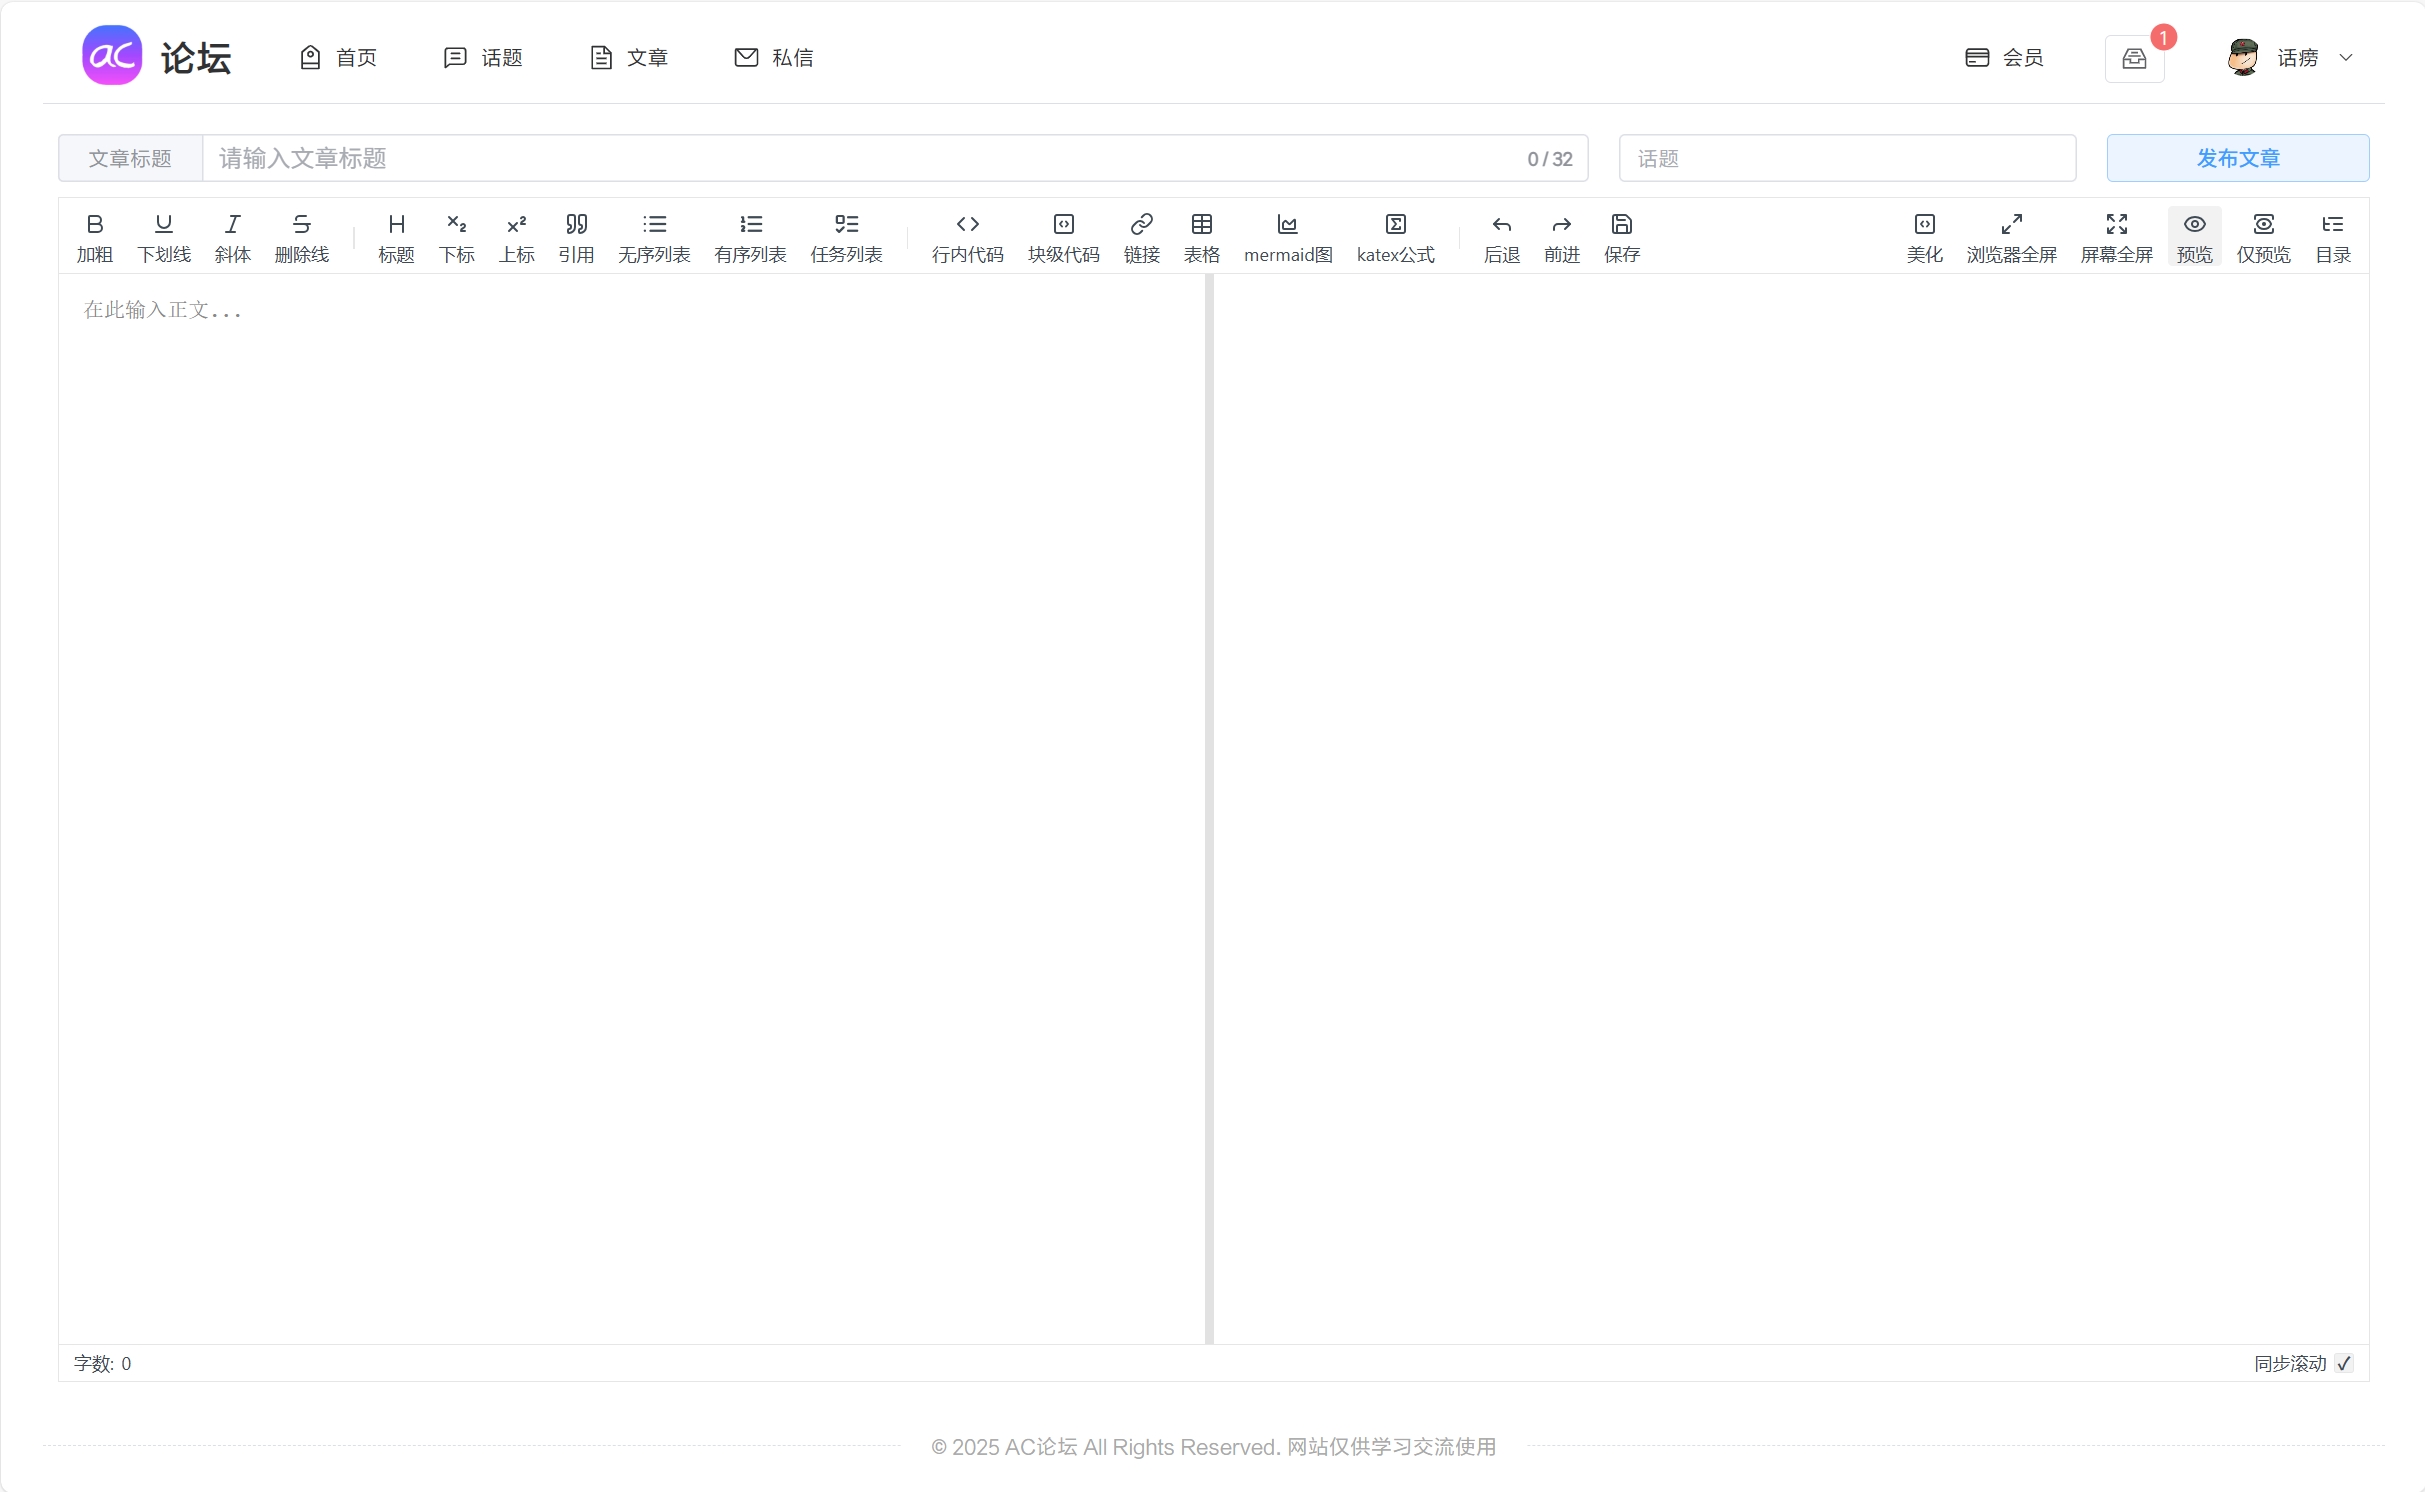 ac 论坛 首页 话题 文章 私信 会员 1 话痨
文章标题 请输入文章标题 0 / 32 话题 发布文章
加粗 下划线 斜体 删除线 标题 下标 上标 引用 无序列表 有序列表 任务列表 行内代码 块级代码 链接 表格 mermaid图 katex公式 后退 前进 保存 美化 浏览器全屏 屏幕全屏 预览 仅预览 目录
在此输入正文...
字数: 0 同步滚动
© 2025 AC论坛 All Rights Reserved. 网站仅供学习交流使用